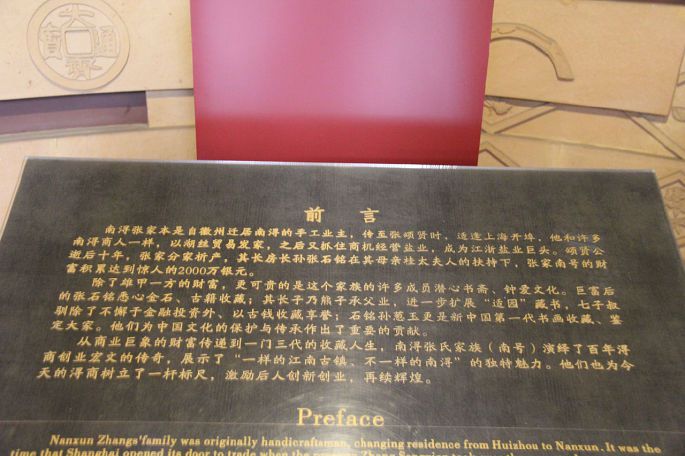 前言
南浔张家本是自徽州迁居南浔的手工业主，传至张颂贤时，适逢上海开埠，他和许多
南浔商人一样，以湖丝贸易发家，之后又抓住商机经营盐业，成为江浙盐业巨头。颂贤公
逝后十年，张家分家析产，其长房长孙张石铭在其母亲桂太夫人的扶持下，张家南号的财
富积累达到惊人的2000万银元。
除了雄甲一方的财富，更可贵的是这个家族的许多成员潜心书斋、钟爱文化。巨富后
的张石铭悉心金石、古籍收藏；其长子乃熊子承父业，进一步扩展“适园”藏书，七子叔
驯除了不懈于金融投资外、以古钱收藏享誉；石铭孙葱玉更是新中国第一代书画收藏、鉴
定大家。他们为中国文化的保护与传承作出了重要的贡献。
从商业巨象的财富传递到一门三代的收藏人生，南浔张氏家族（南号）演绎了百年浔
商创业宏文的传奇，展示了“一样的江南古镇、不一样的南浔”的独特魅力。他们也为今
天的浔商树立了一杆标尺，激励后人创新创业，再续辉煌。
Preface
Nanxun Zhangs'family was originally handicraftsman, changing residence from Huizhou to Nanxun. It was the
time that Shanghai opened its door to trade when the